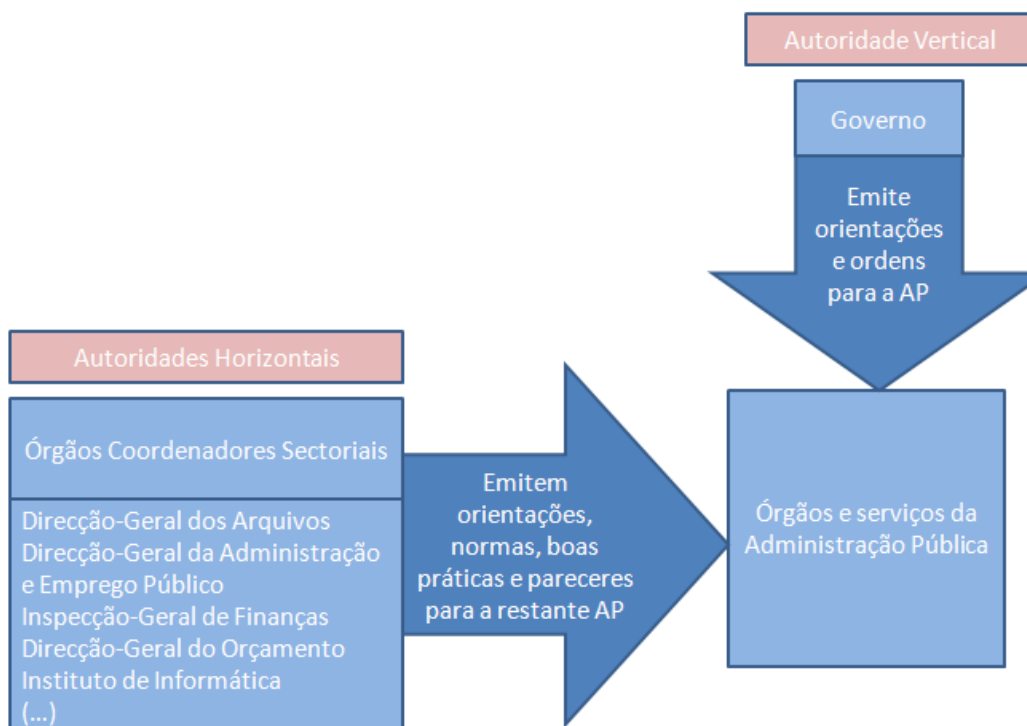 Autoridade Vertical
Governo
Emite
orientações
e ordens
para a AP
Autoridades Horizontais
Órgãos Coordenadores Sectoriais
Direcção-Geral dos Arquivos
Direcção-Geral da Administração
e Emprego Público
Inspecção-Geral de Finanças
Direcção-Geral do Orçamento
Instituto de Informática
(...)
Emitem
orientações,
normas, boas
práticas e pareceres
para a restante AP
Órgãos e serviços da
Administração Pública